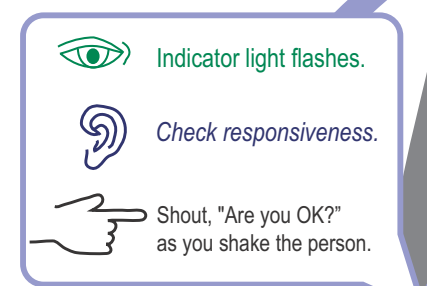 Indicator light flashes.
Check responsiveness.
Shout, "Are you OK?”
as you shake the person.